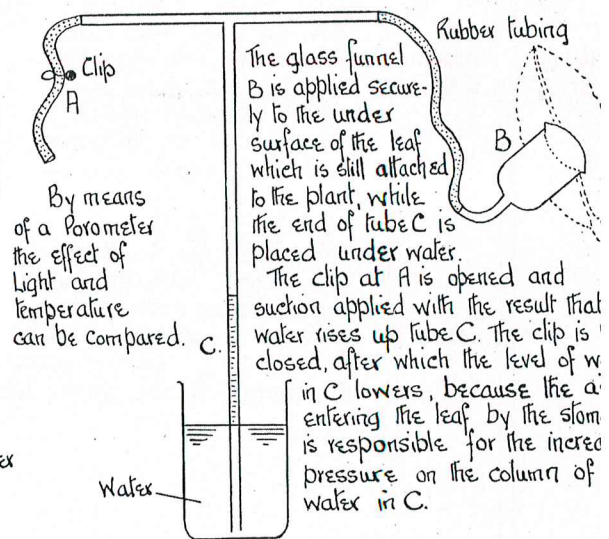 Rubber tubing
Clip
A
The glass funnel
B is applied secure-
ly to the under
surface of the leaf
which is still attached
to the plant, while
the end of tube C is
placed under water.
B
By means
of a Porometer
the effect of
Light and
temperature
can be compared.
The clip at A is opened and
suction applied with the result that
water rises up tube C. The clip is
closed, after which the level of
in C lowers, because the
entering the leaf by the
is responsible for the
pressure on the column of
water in C.
C.
Water